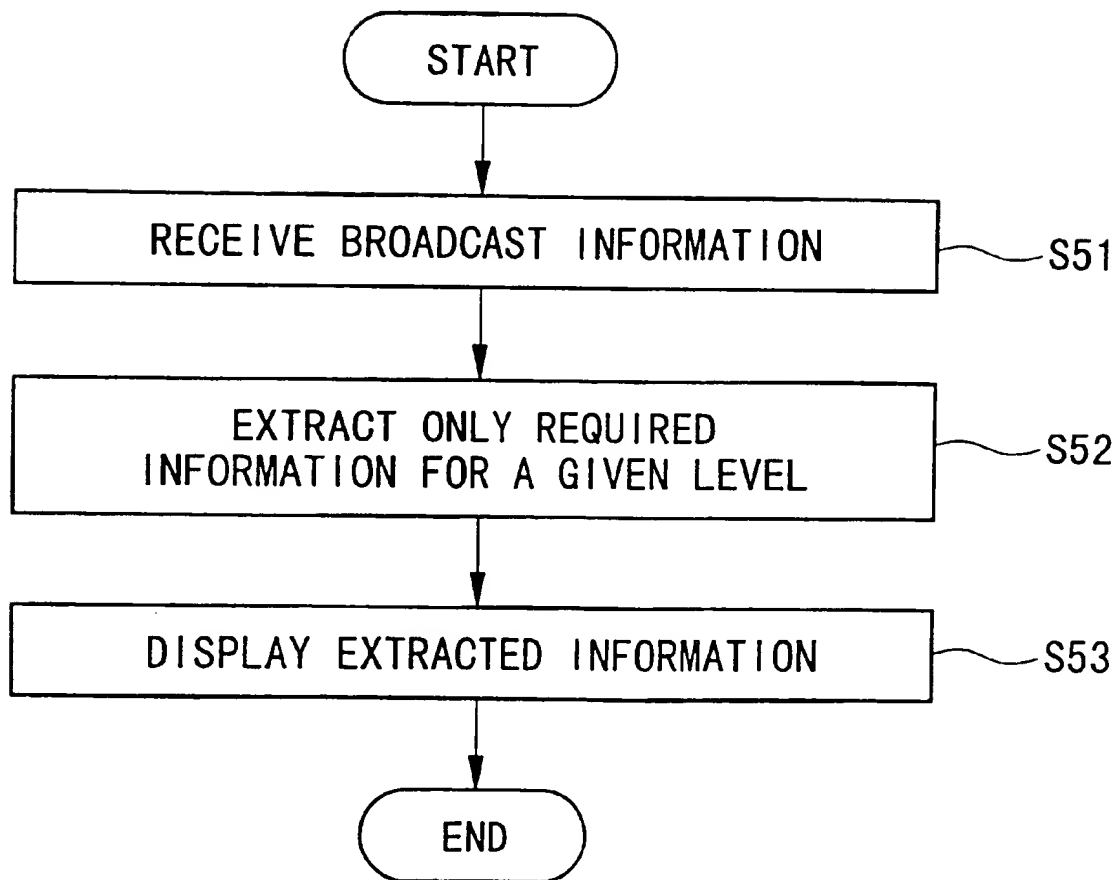 START
RECEIVE BROADCAST INFORMATION
S51
EXTRACT ONLY REQUIRED
INFORMATION FOR A GIVEN LEVEL
S52
DISPLAY EXTRACTED INFORMATION
S53
END